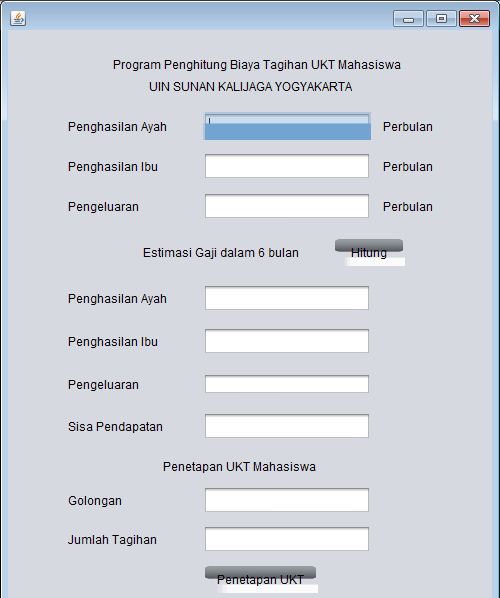 Program Penghitung Biaya Tagihan UKT Mahasiswa
UIN SUNAN KALIJAGA YOGYAKARTA
Penghasilan Ayah Perbulan
Penghasilan Ibu Perbulan
Pengeluaran Perbulan
Estimasi Gaji dalam 6 bulan Hitung
Penghasilan Ayah
Penghasilan Ibu
Pengeluaran
Sisa Pendapatan
Penetapan UKT Mahasiswa
Golongan
Jumlah Tagihan
Penetapan UKT